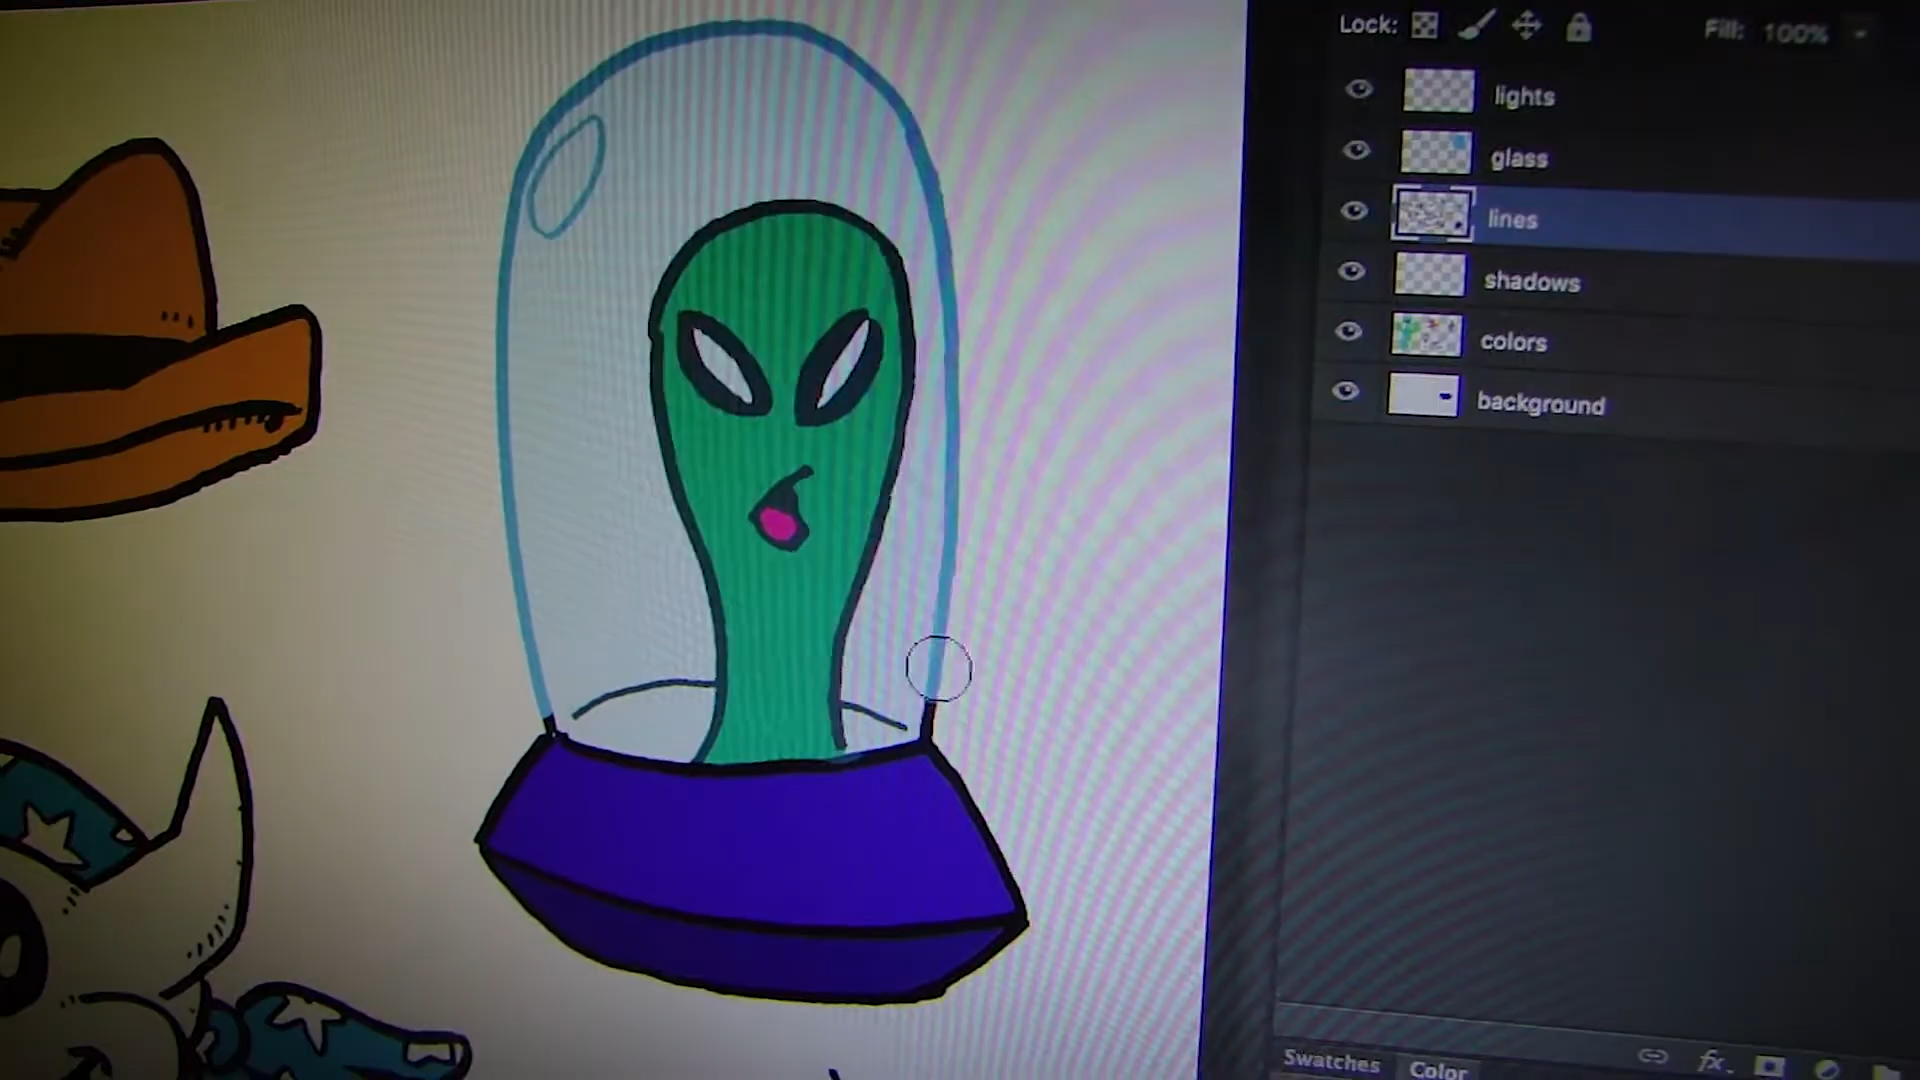 Lock: Fill: 100%
lights
glass
lines
shadows
colors
background
fx
Swatches Color